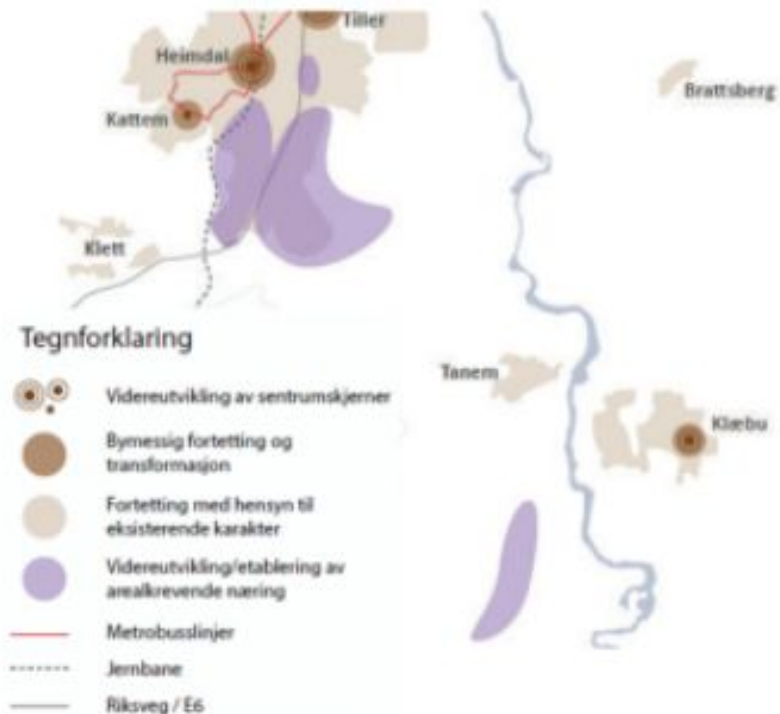 Tiller
Heimdal
Brattsberg
Kattem
Klett
Tegnforklaring
Videreutvikling av sentrumskjerner
Bymessig fortetting og
transformasjon
Fortetting med hensyn til
eksisterende karakter
Videreutvikling/etablering av
arealkrevende næring
Metrobusslinjer
Jernbane
Riksveg / E6
Tanem
Klæbu